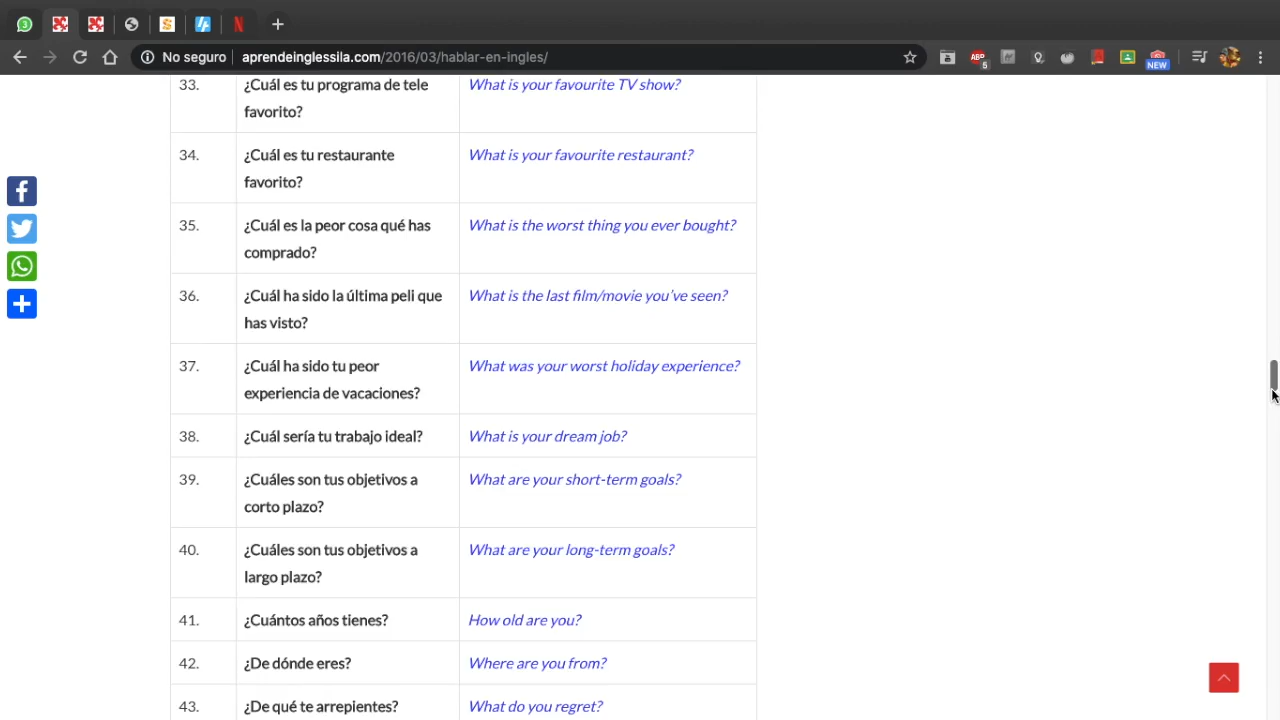 3
No seguro
aprendeinglessila.com/2016/03/hablar-en-ingles/
ABP
5
NEW
33. ¿Cuál es tu programa de tele What is your favourite TV show?
favorito?
34. ¿Cuál es tu restaurante What is your favourite restaurant?
favorito?
35. ¿Cuál es la peor cosa qué has What is the worst thing you ever bought?
comprado?
36. ¿Cuál ha sido la última peli que What is the last film/movie you've seen?
has visto?
37. ¿Cuál ha sido tu peor What was your worst holiday experience?
experiencia de vacaciones?
38. ¿Cuál sería tu trabajo ideal? What is your dream job?
39. ¿Cuáles son tus objetivos a What are your short-term goals?
corto plazo?
40. ¿Cuáles son tus objetivos a What are your long-term goals?
largo plazo?
41. ¿Cuántos años tienes? How old are you?
42. ¿De dónde eres? Where are you from?
43. ¿De qué te arrepientes? What do you regret?